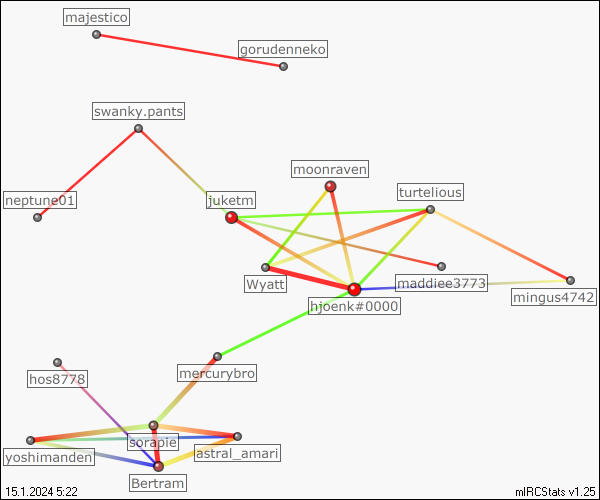 majestico
gorudenneko
swanky.pants
moonraven
turtelious
neptune01
juketm
Wyatt
maddiee3773
mingus4742
hjoenk#0000
mercurybro
hos8778
sorapie
astral_amari
yoshimanden
Bertram
15.1.2024 5:22
mIRCStats v1.25